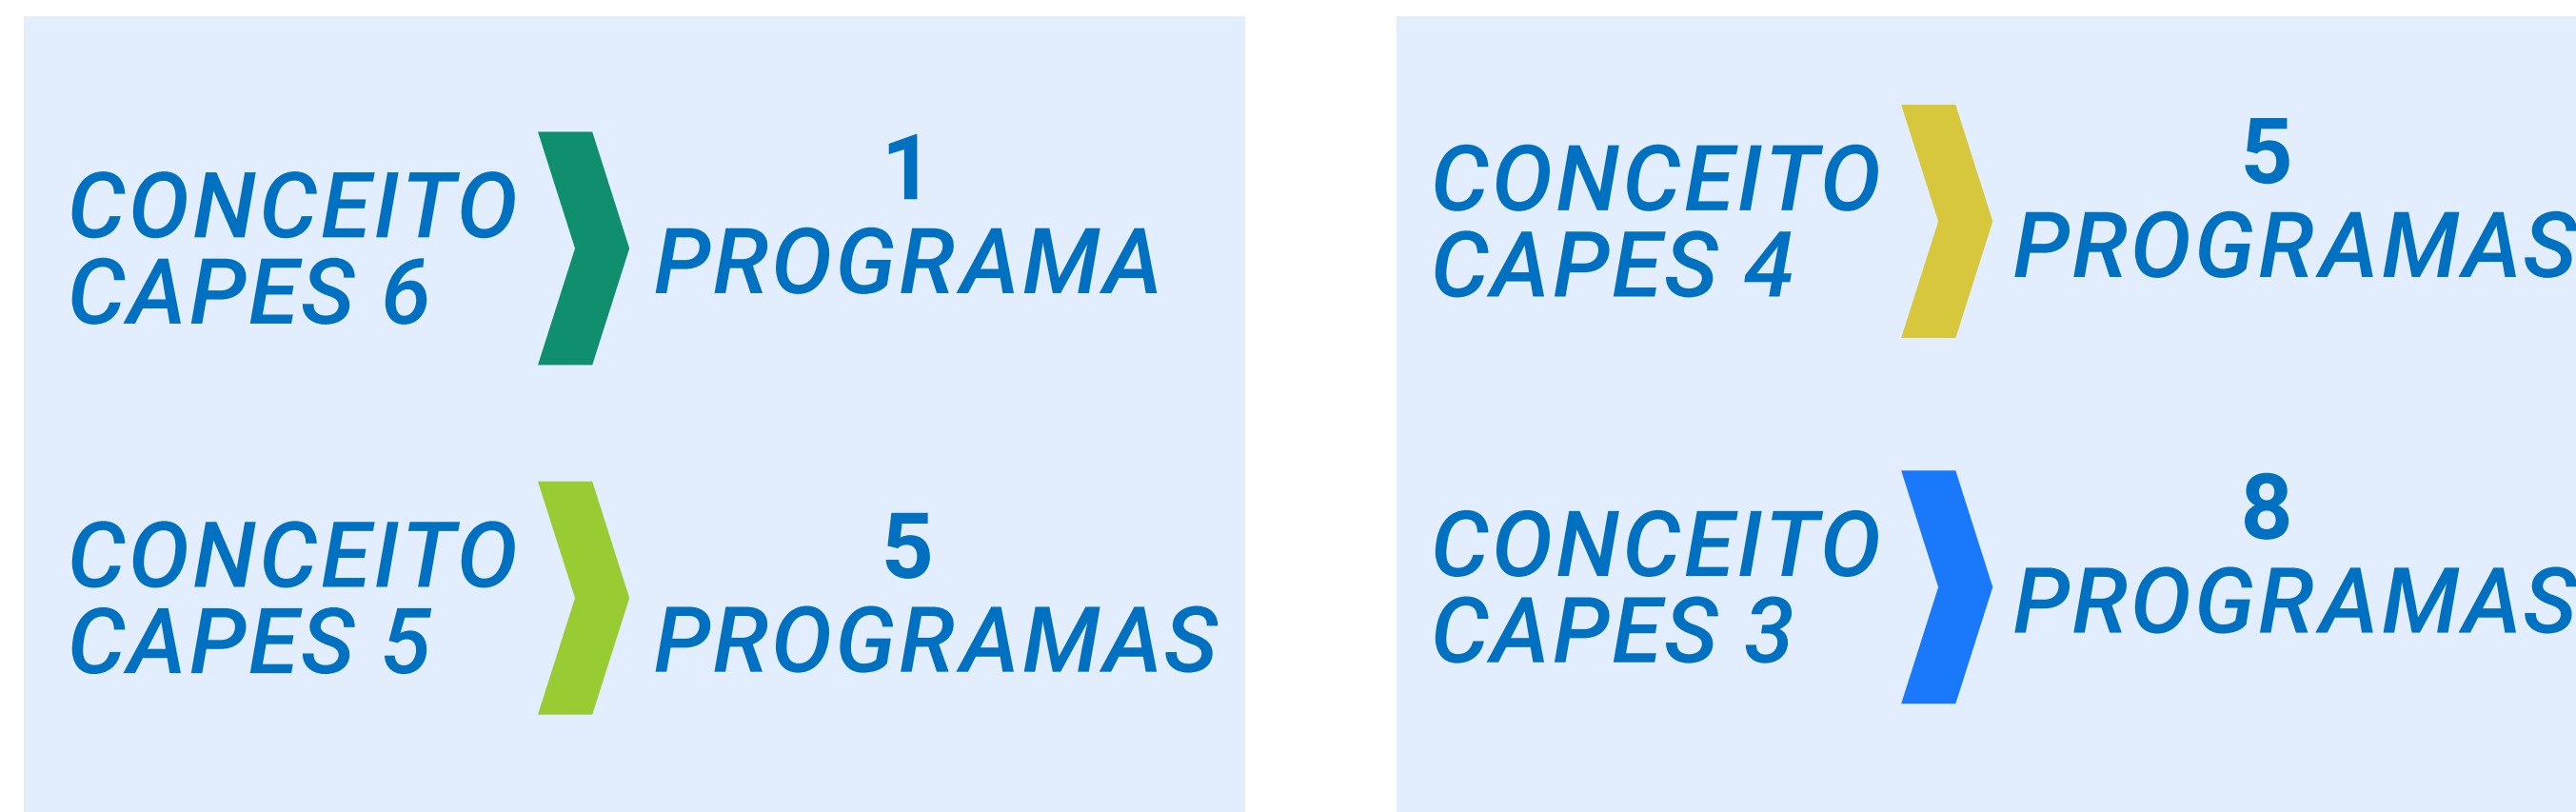 CONCEITO
CAPES 6
1
PROGRAMA
CONCEITO
CAPES 5
5
PROGRAMAS
CONCEITO
CAPES 4
5
PROGRAMAS
CONCEITO
CAPES 3
8
PROGRAMAS